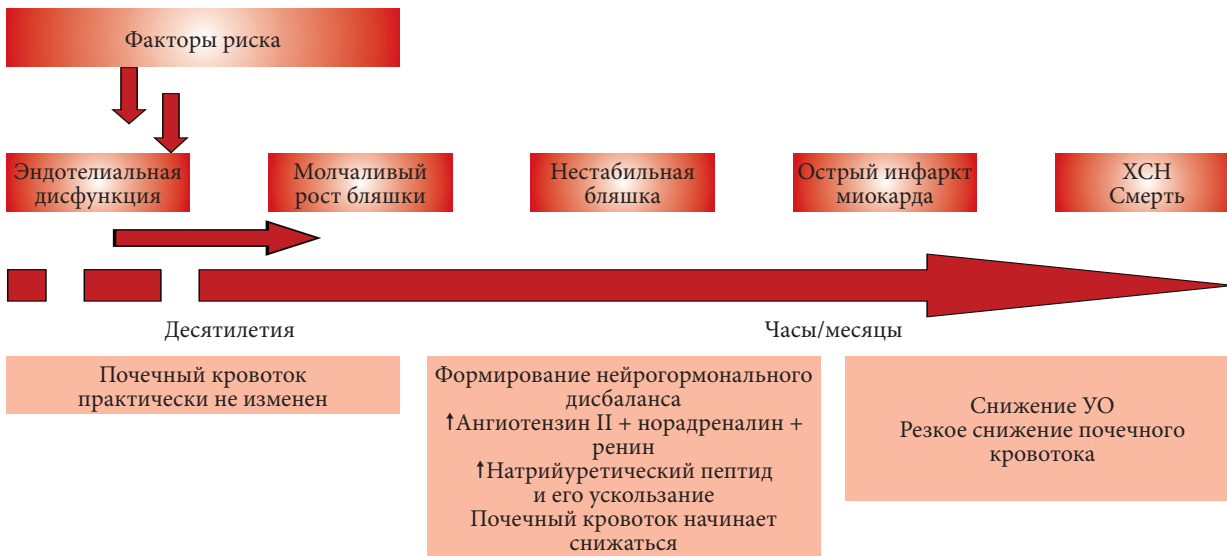 Факторы риска
Эндотелиальная
дисфункция
Молчаливый
рост бляшки
Нестабильная
бляшка
Острый инфаркт
миокарда
ХСН
Смерть
Десятилетия
Часы/месяцы
Почечный кровоток
практически не изменен
Формирование нейрогормонального
дисбаланса
↑Ангиотензин II + норадреналин +
ренин
↑Натрийуретический пептид
и его ускользание
Почечный кровоток начинает
снижаться
Снижение УО
Резкое снижение почечного
кровотока